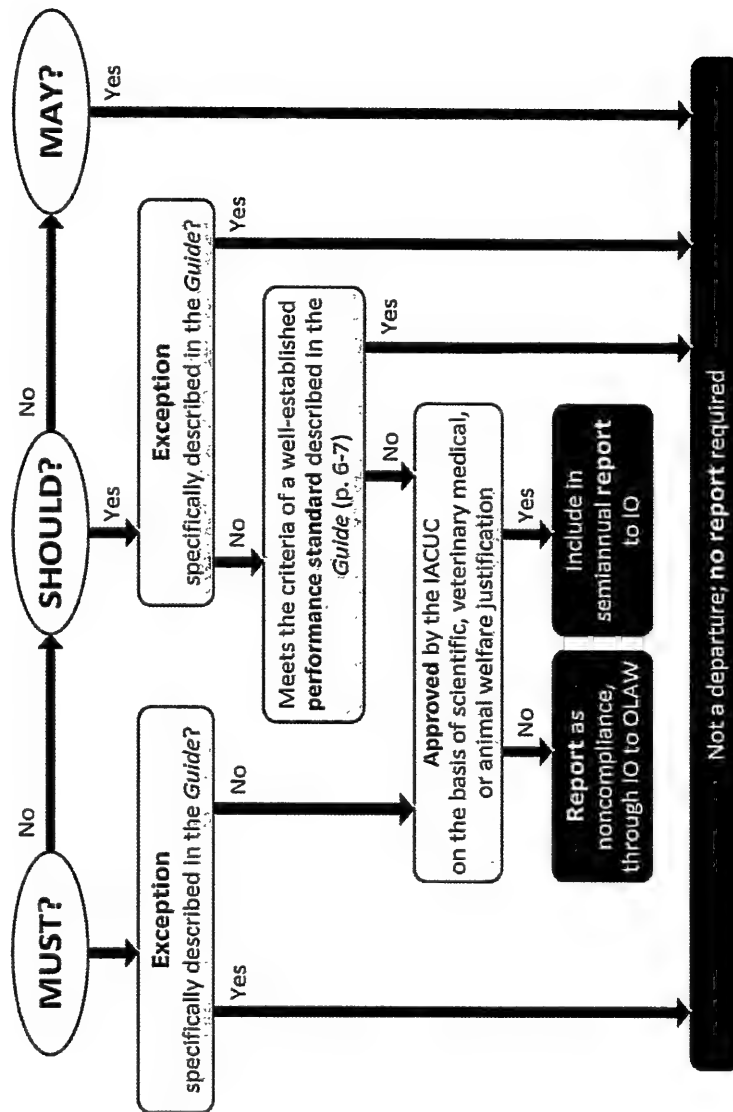 MUST?
No
SHOULD?
No
MAY?
Yes
Yes
Exception
specifically described in the Guide?
Exception
specifically described in the Guide?
Yes
No
No
Yes
Meets the criteria of a well-established
performance standard described in the
Guide (p. 6-7)
No
Yes
Approved by the IACUC
on the basis of scientific, veterinary medical,
or animal welfare justification
No
Yes
Report as
noncompliance,
through IO to OLAW
Include in
semiannual report
to IO
Not a departure; no report required